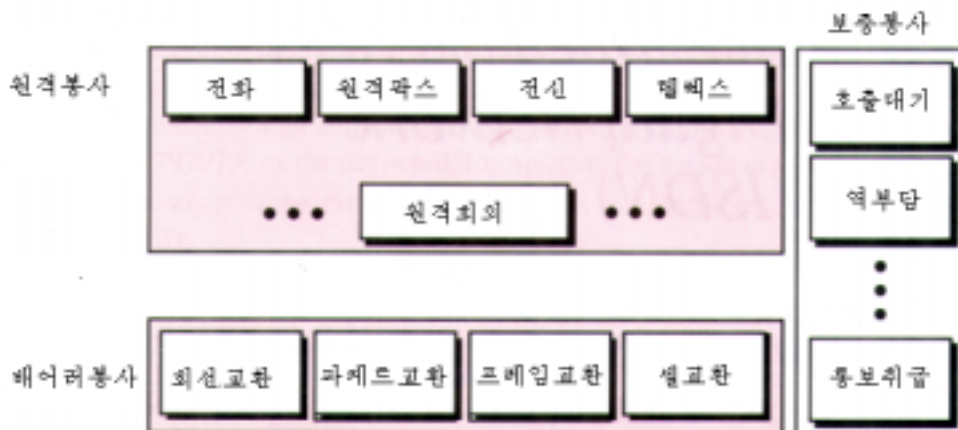 보충봉사
원격봉사
전화
원격팍스
전신
텔렉스
원격회의
호출대기
역부담
배어러봉사
회선교환
파케트교환
프레임교환
셀교환
통보취급